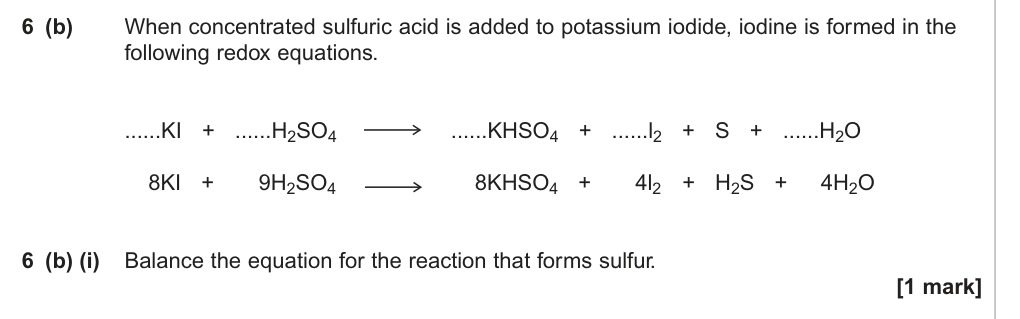 6 (b) When concentrated sulfuric acid is added to potassium iodide, iodine is formed in the
following redox equations.
......KI + ......H₂SO₄ ⟶ ......KHSO₄ + ......I₂ + S + ......H₂O
8KI + 9H₂SO₄ ⟶ 8KHSO₄ + 4I₂ + H₂S + 4H₂O
6 (b) (i) Balance the equation for the reaction that forms sulfur.
[1 mark]